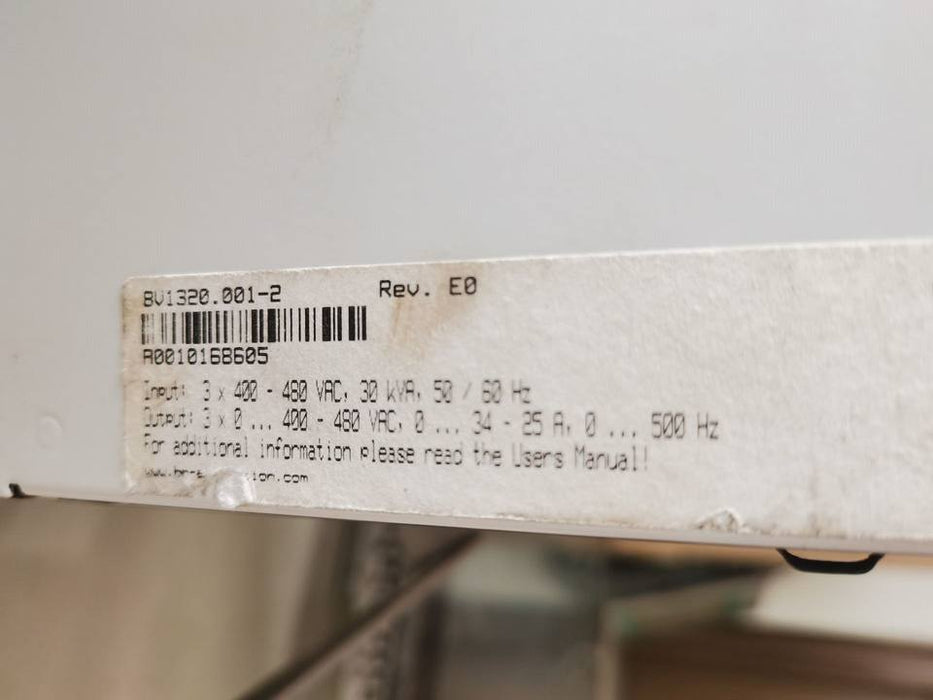 8V1320.001-2 Rev. E0
A0010168605
Input: 3 x 400 - 480 VAC, 30 kVA, 50 / 60 Hz
Output: 3 x 0 ... 400 - 480 VAC, 0 ... 34 - 25 A, 0 ... 500 Hz
For additional information please read the Users Manual!